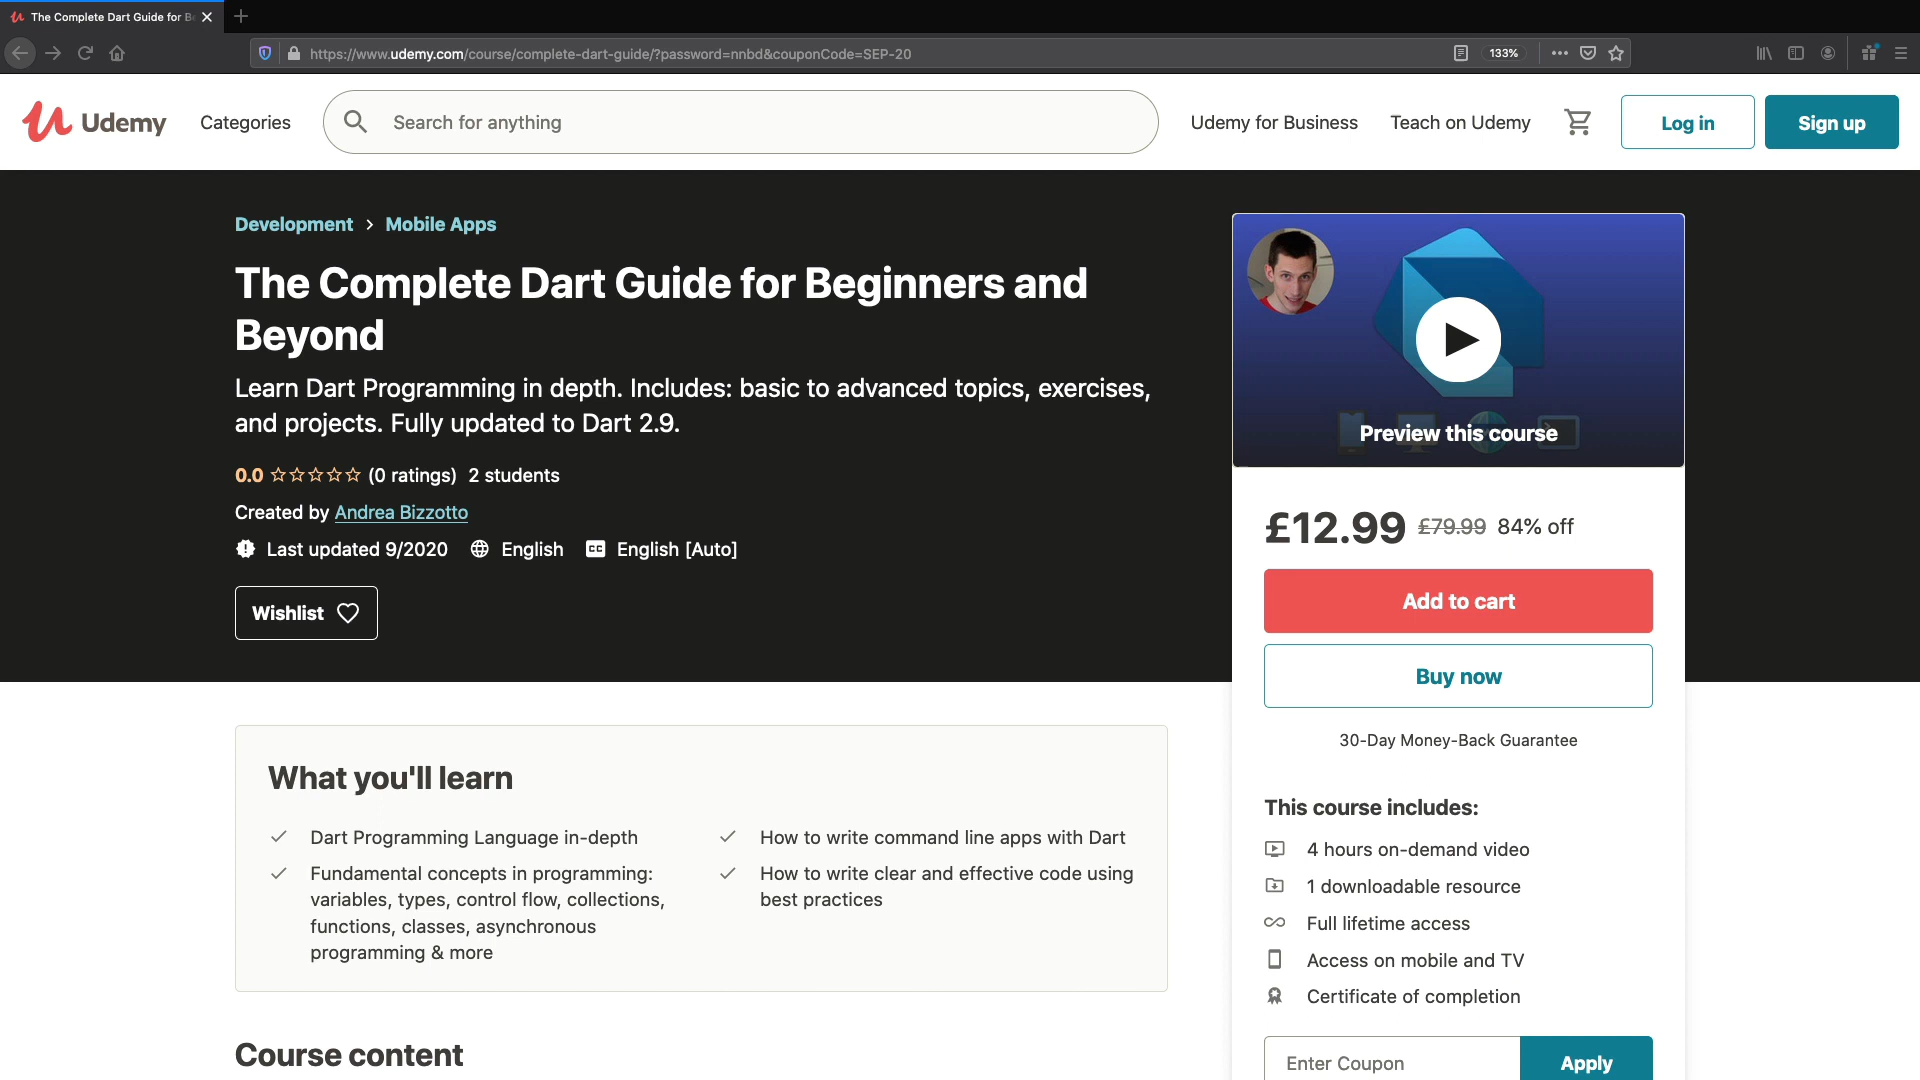 The Complete Dart Guide for Be
https://www.udemy.com/course/complete-dart-guide/?password=nnbd&couponCode=SEP-20
133%
Udemy
Categories
Search for anything
Udemy for Business
Teach on Udemy
Log in
Sign up
Development > Mobile Apps
The Complete Dart Guide for Beginners and
Beyond
Learn Dart Programming in depth. Includes: basic to advanced topics, exercises,
and projects. Fully updated to Dart 2.9.
0.0 (0 ratings) 2 students
Created by Andrea Bizzotto
Last updated 9/2020 English CC English [Auto]
Wishlist
Preview this course
£12.99 £79.99 84% off
Add to cart
Buy now
30-Day Money-Back Guarantee
This course includes:
4 hours on-demand video
1 downloadable resource
Full lifetime access
Access on mobile and TV
Certificate of completion
Enter Coupon
Apply
What you'll learn
Dart Programming Language in-depth
Fundamental concepts in programming:
variables, types, control flow, collections,
functions, classes, asynchronous
programming & more
How to write command line apps with Dart
How to write clear and effective code using
best practices
Course content